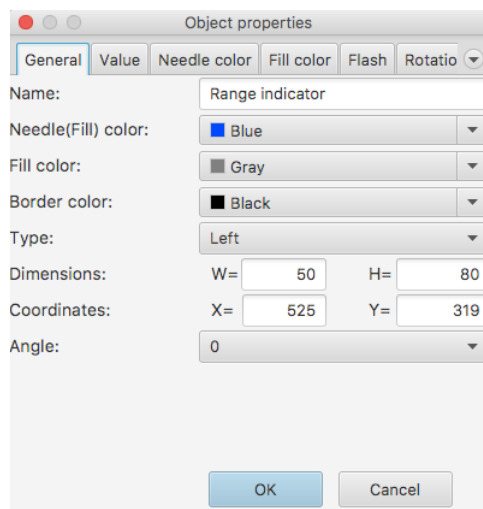 Object properties
General Value Needle color Fill color Flash Rotatio
Name: Range indicator
Needle(Fill) color: Blue
Fill color: Gray
Border color: Black
Type: Left
Dimensions: W= 50 H= 80
Coordinates: X= 525 Y= 319
Angle: 0
OK Cancel